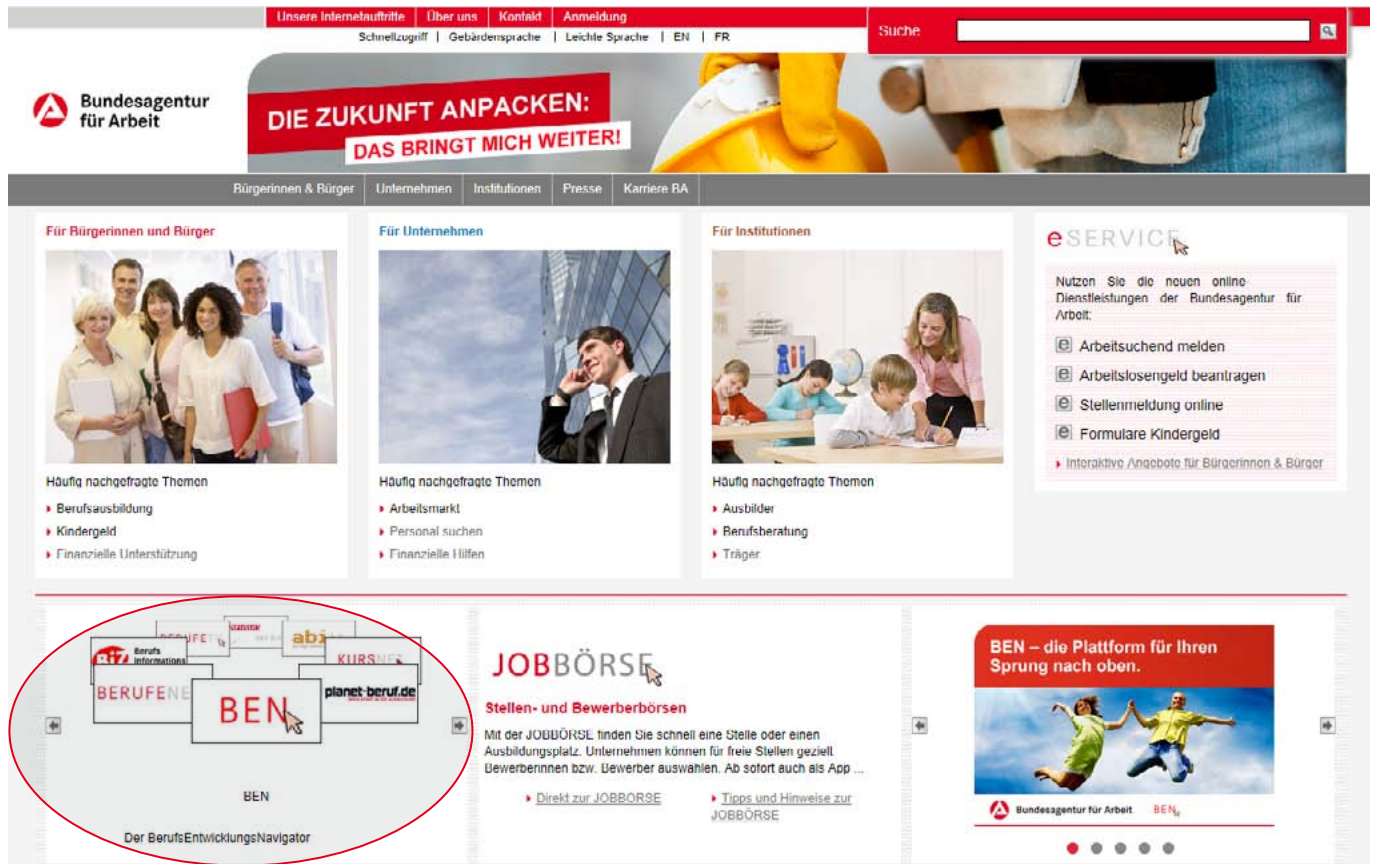 Unsere Internetauftritte Über uns Kontakt Anmeldung
Schnellzugriff | Gebärdensprache | Leichte Sprache | EN | FR
Suche
Bundesagentur
für Arbeit
DIE ZUKUNFT ANPACKEN:
DAS BRINGT MICH WEITER!
Bürgerinnen & Bürger Unternehmen Institutionen Presse Karriere BA
Für Bürgerinnen und Bürger
Häufig nachgefragte Themen
Berufsausbildung
Kindergeld
Finanzielle Unterstützung
Für Unternehmen
Häufig nachgefragte Themen
Arbeitsmarkt
Personal suchen
Finanzielle Hilfen
Für Institutionen
Häufig nachgefragte Themen
Ausbilder
Berufsberatung
Träger
eSERVICE
Nutzen Sie die neuen online-
Dienstleistungen der Bundesagentur für
Arbeit:
e Arbeitsuchend melden
e Arbeitslosengeld beantragen
e Stellenmeldung online
e Formulare Kindergeld
Interaktive Angebote für Bürgerinnen & Bürger
abi
BiZ Berufs
Informations
KURSNET
BERUFENE
BEN
planet-beruf.de
BEN
Der BerufsEntwicklungsNavigator
JOBBÖRSE
Stellen- und Bewerberbörsen
Mit der JOBBÖRSE finden Sie schnell eine Stelle oder einen
Ausbildungsplatz. Unternehmen können für freie Stellen gezielt
Bewerberinnen bzw. Bewerber auswählen. Ab sofort auch als App ...
Direkt zur JOBBÖRSE
Tipps und Hinweise zur
JOBBÖRSE
BEN – die Plattform für Ihren
Sprung nach oben.
Bundesagentur für Arbeit BEN